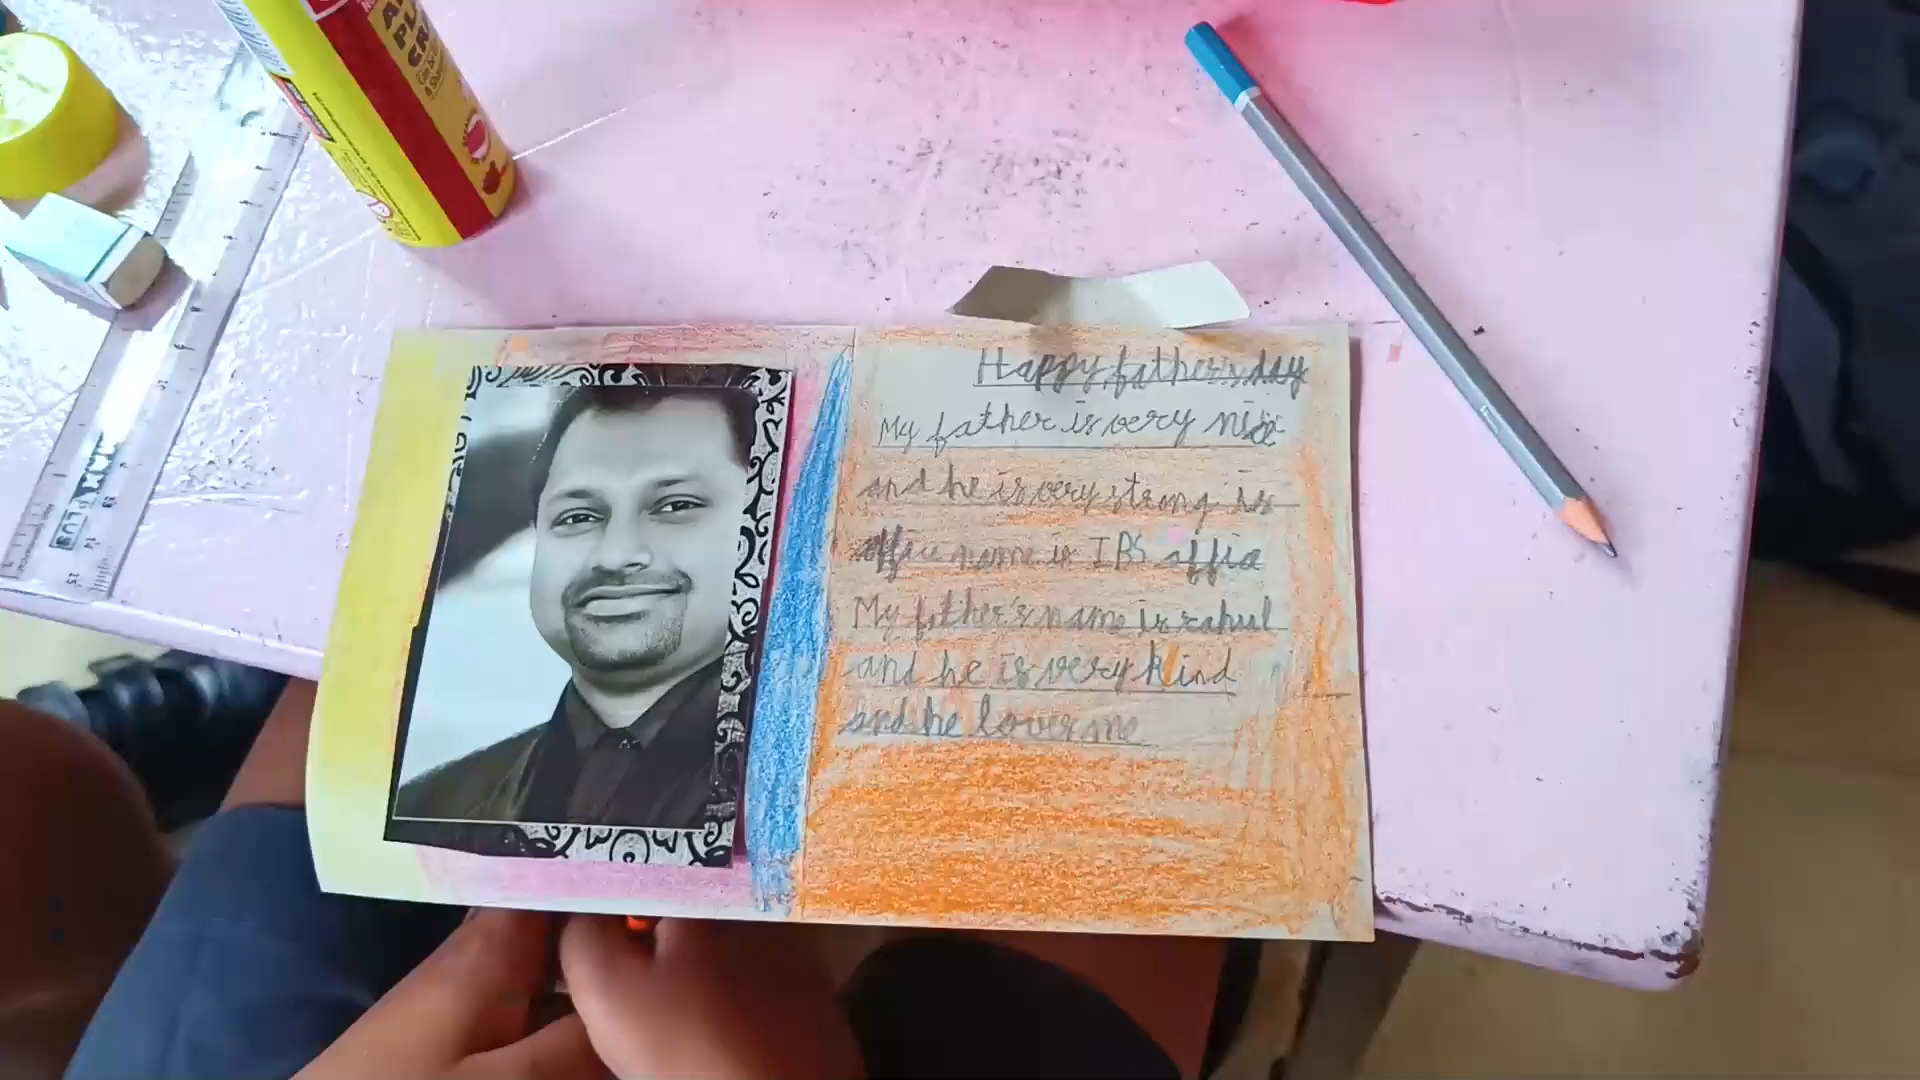 Happy father's day
My father is very nice
and he is very strong his
office name is IBS office
My father's name is rahul
and he is very kind
and he loves me
PLUS